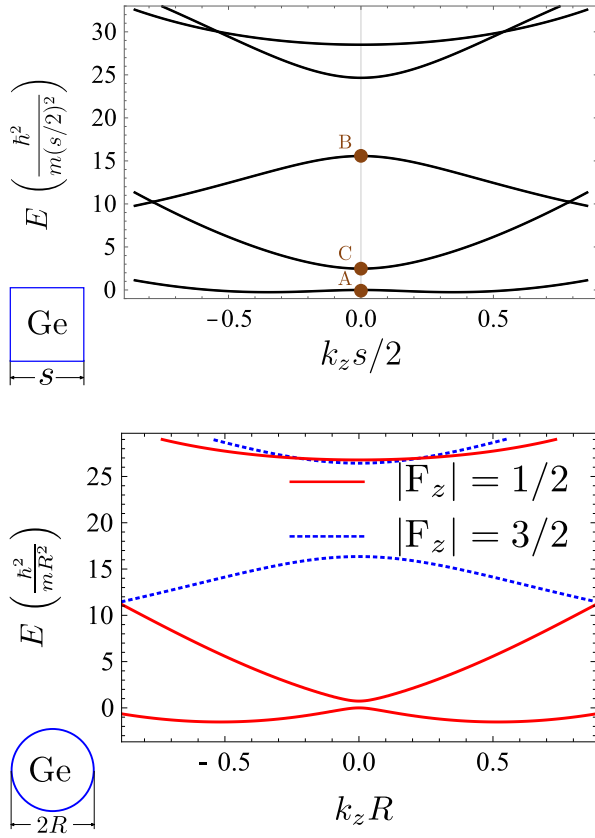 30
25
20
15
10
5
0
E (ħ² / m(s/2)²)
B
C
A
-0.5
0.0
0.5
k_z s/2
Ge
s
25
20
15
10
5
0
E (ħ² / mR²)
|F_z| = 1/2
|F_z| = 3/2
- 0.5
0.0
0.5
k_z R
Ge
2R